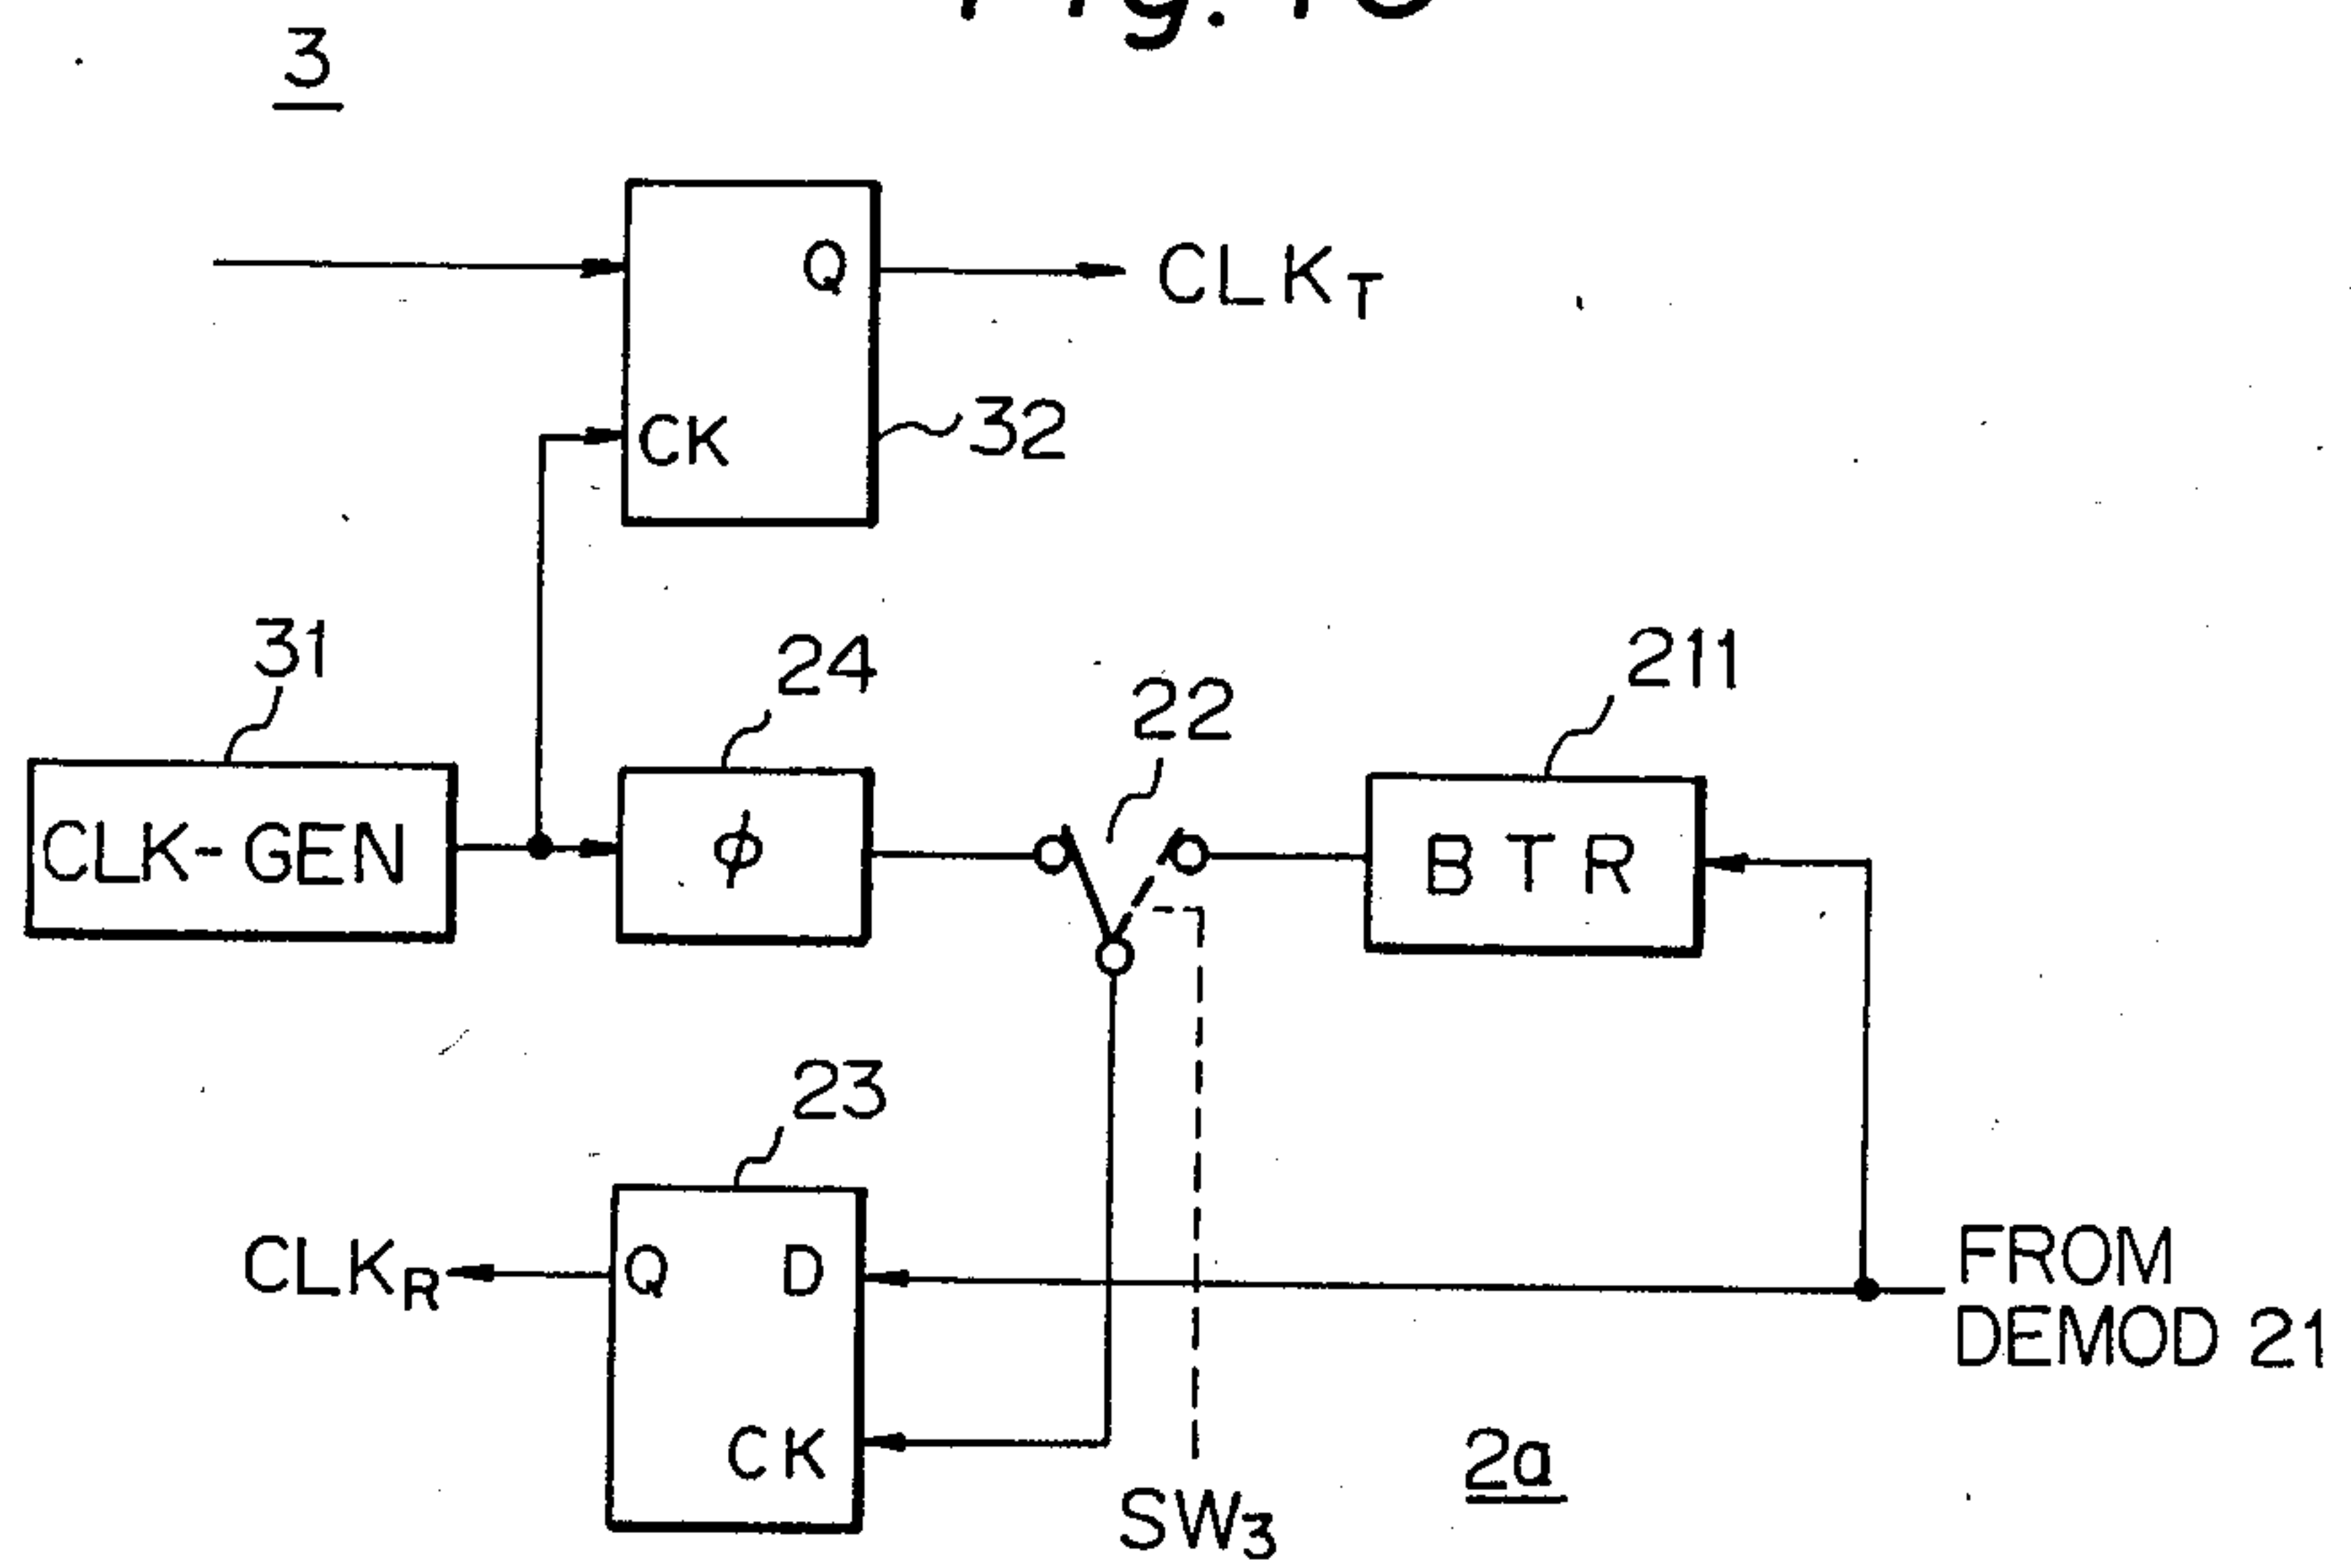 3
Q
CLKT
CK
32
31
24
22
211
CLK-GEN
ϕ
BTR
23
CLKR
Q
D
FROM
DEMOD 21
CK
2a
SW3